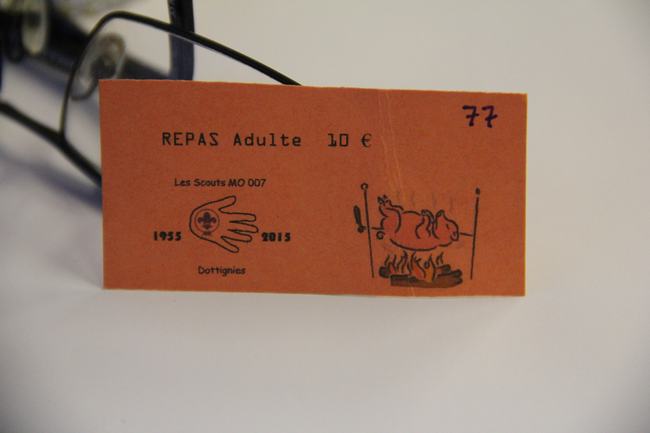 77
REPAS Adulte 10 €
Les Scouts MO 007
1955 2015
Dottignies